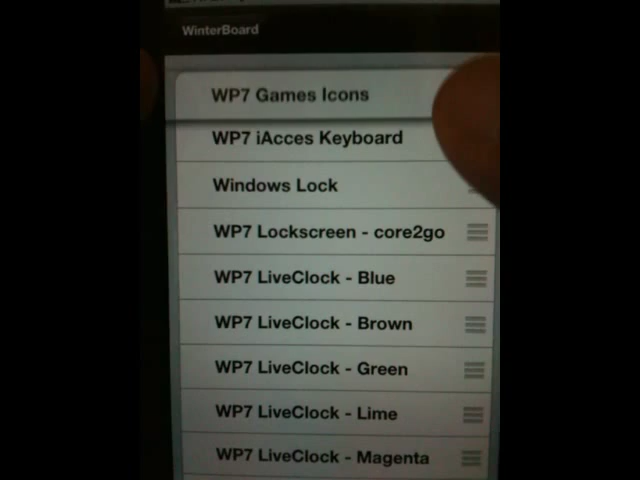 WinterBoard
WP7 Games Icons
WP7 iAcces Keyboard
Windows Lock
WP7 Lockscreen - core2go
WP7 LiveClock - Blue
WP7 LiveClock - Brown
WP7 LiveClock - Green
WP7 LiveClock - Lime
WP7 LiveClock - Magenta